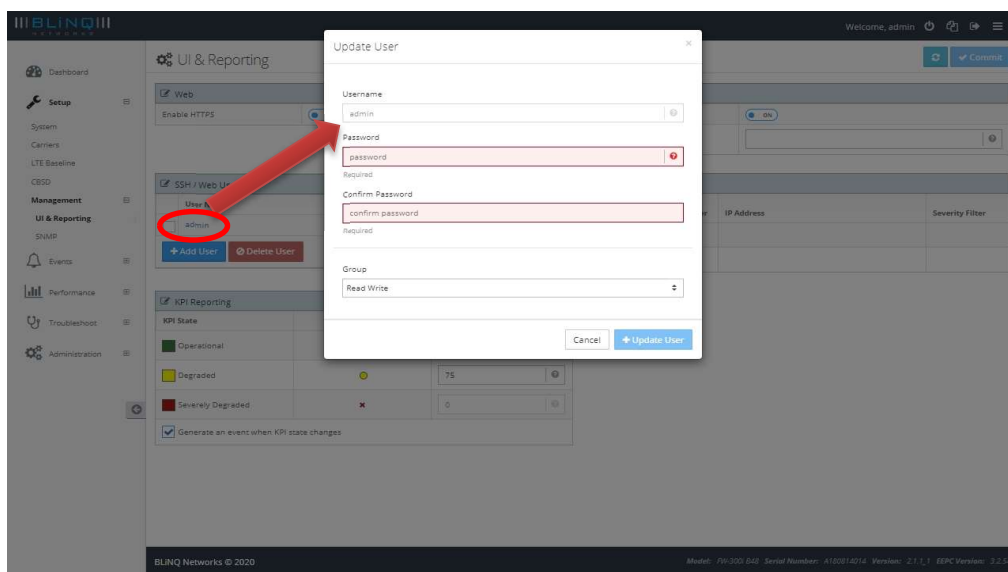 BLiNQ
NETWORKS
Welcome, admin
Dashboard
Setup
System
Carriers
LTE Baseline
CBSD
Management
UI & Reporting
SNMP
Events
Performance
Troubleshoot
Administration
UI & Reporting
Commit
Web
Enable HTTPS
ON
SSH / Web Us
User N
admin
Add User
Delete User
IP Address
Severity Filter
KPI Reporting
KPI State
Operational
Degraded
75
Severely Degraded
0
Generate an event when KPI state changes
Update User
×
Username
admin
Password
password
Required
Confirm Password
confirm password
Required
Group
Read Write
Cancel
Update User
BLiNQ Networks © 2020
Model: FW-300i B48 Serial Number: A180814014 Version: 2.1.1_1 EEPC Version: